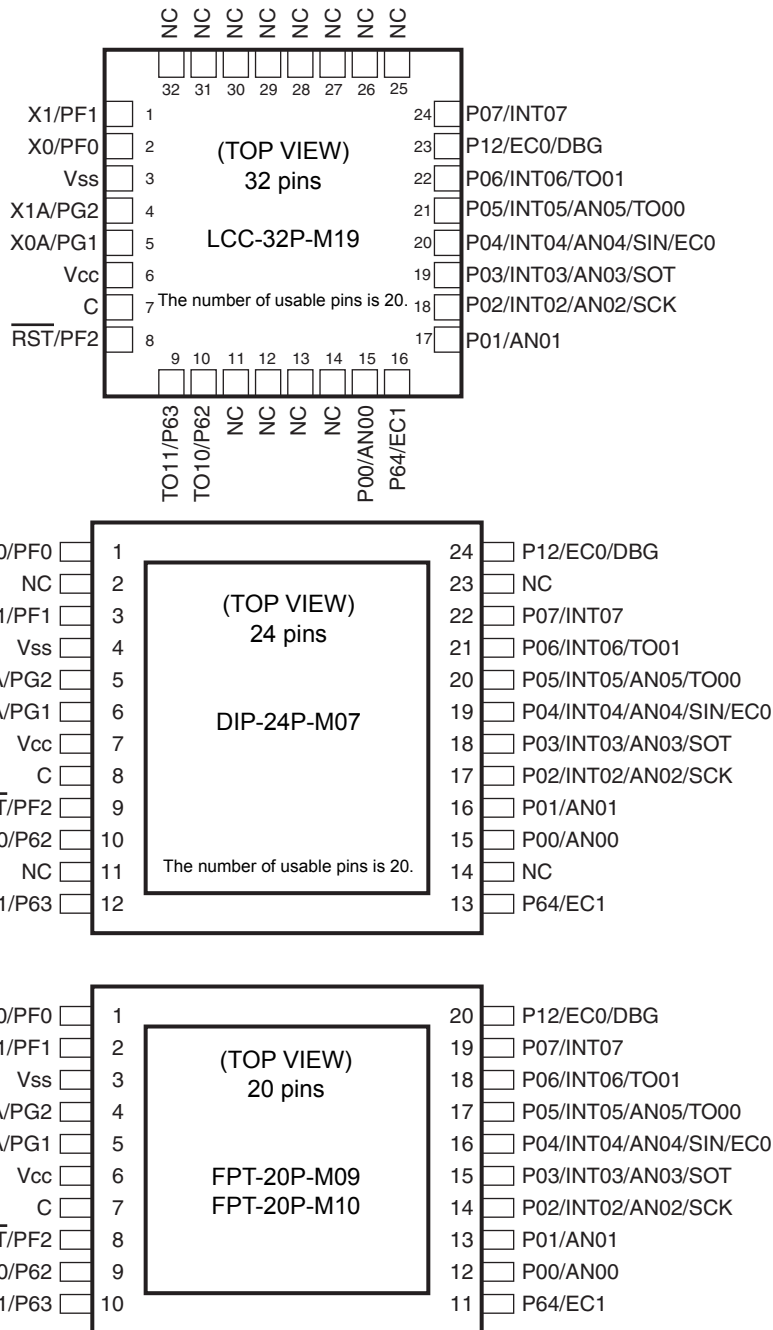 NC NC NC NC NC NC NC NC
32 31 30 29 28 27 26 25
X1/PF1 1 24 P07/INT07
X0/PF0 2 (TOP VIEW) 23 P12/EC0/DBG
Vss 3 32 pins 22 P06/INT06/TO01
X1A/PG2 4 21 P05/INT05/AN05/TO00
X0A/PG1 5 LCC-32P-M19 20 P04/INT04/AN04/SIN/EC0
Vcc 6 19 P03/INT03/AN03/SOT
C 7 The number of usable pins is 20. 18 P02/INT02/AN02/SCK
RST/PF2 8 17 P01/AN01
9 10 11 12 13 14 15 16
TO11/P63 TO10/P62 NC NC NC NC P00/AN00 P64/EC1
0/PF0 1 24 P12/EC0/DBG
NC 2 23 NC
1/PF1 3 (TOP VIEW) 22 P07/INT07
Vss 4 24 pins 21 P06/INT06/TO01
/PG2 5 20 P05/INT05/AN05/TO00
/PG1 6 DIP-24P-M07 19 P04/INT04/AN04/SIN/EC0
Vcc 7 18 P03/INT03/AN03/SOT
C 8 17 P02/INT02/AN02/SCK
T/PF2 9 16 P01/AN01
0/P62 10 15 P00/AN00
NC 11 The number of usable pins is 20. 14 NC
1/P63 12 13 P64/EC1
0/PF0 1 20 P12/EC0/DBG
1/PF1 2 (TOP VIEW) 19 P07/INT07
Vss 3 20 pins 18 P06/INT06/TO01
/PG2 4 17 P05/INT05/AN05/TO00
/PG1 5 16 P04/INT04/AN04/SIN/EC0
Vcc 6 FPT-20P-M09 15 P03/INT03/AN03/SOT
C 7 FPT-20P-M10 14 P02/INT02/AN02/SCK
T/PF2 8 13 P01/AN01
0/P62 9 12 P00/AN00
1/P63 10 11 P64/EC1